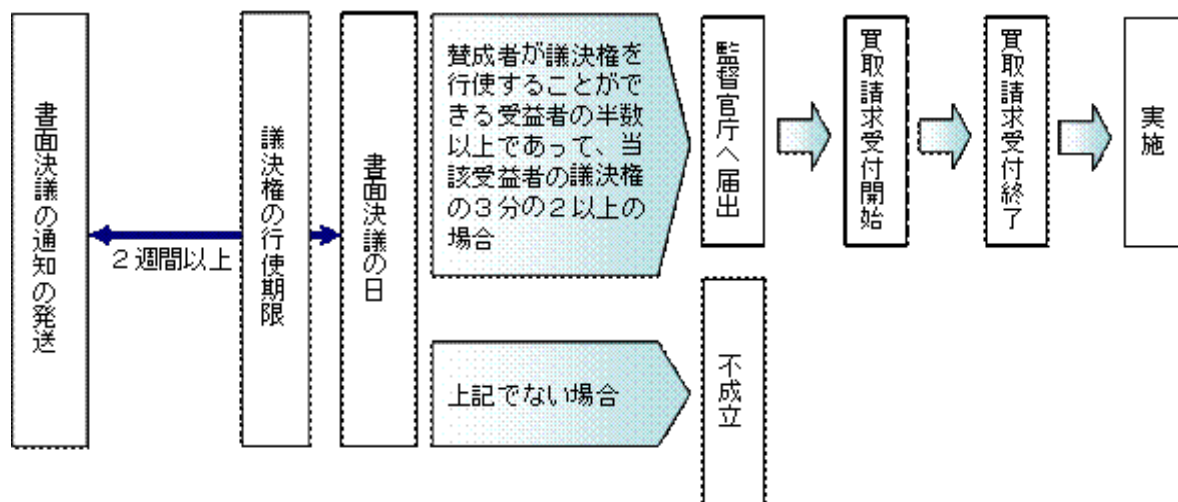 書面決議の通知の発送
2週間以上
議決権の行使期限
書面決議の日
賛成者が議決権を
行使することがで
きる受益者の半数
以上であって、当
該受益者の議決権
の3分の2以上の
場合
監督官庁へ届出
買取請求受付開始
買取請求受付終了
実施
上記でない場合
不成立